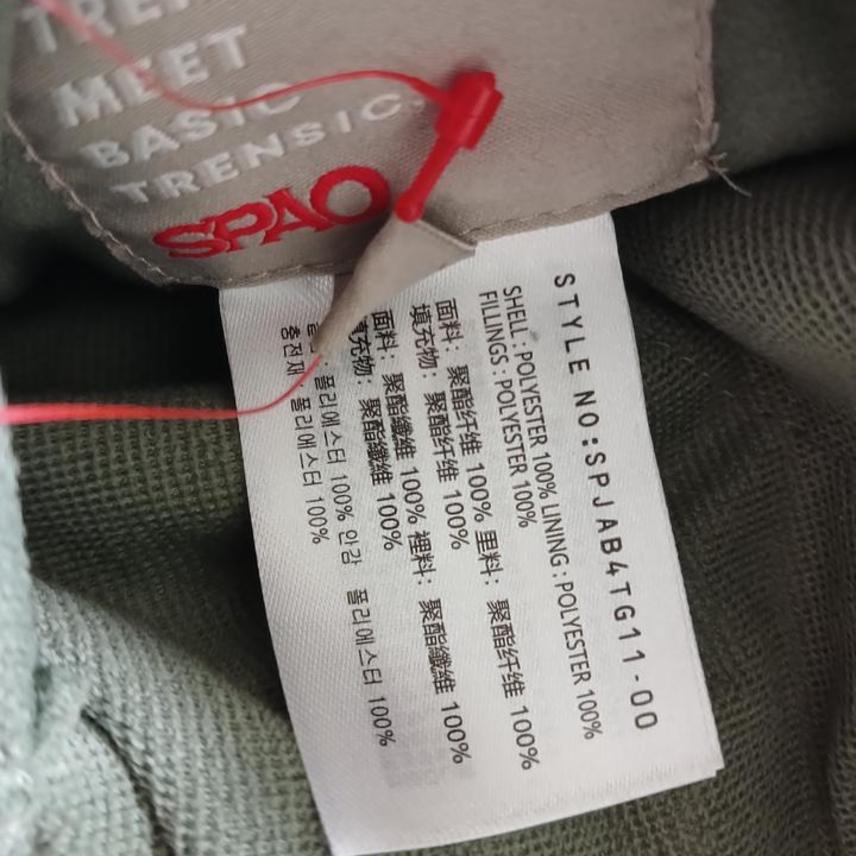 MEET
BASIC
TRENSIC.
SPAO
STYLE NO:SPJAB4TG11-00
SHELL:POLYESTER 100% LINING:POLYESTER 100%
FILLINGS:POLYESTER 100%
面料：聚酯纤维 100% 里料：聚酯纤维 100%
填充物：聚酯纤维 100%
面料：聚酯纖維 100% 裡料：聚酯纖維 100%
填充物：聚酯纖維 100%
폴리에스터 100% 안감 폴리에스터 100%
충전재：폴리에스터 100%